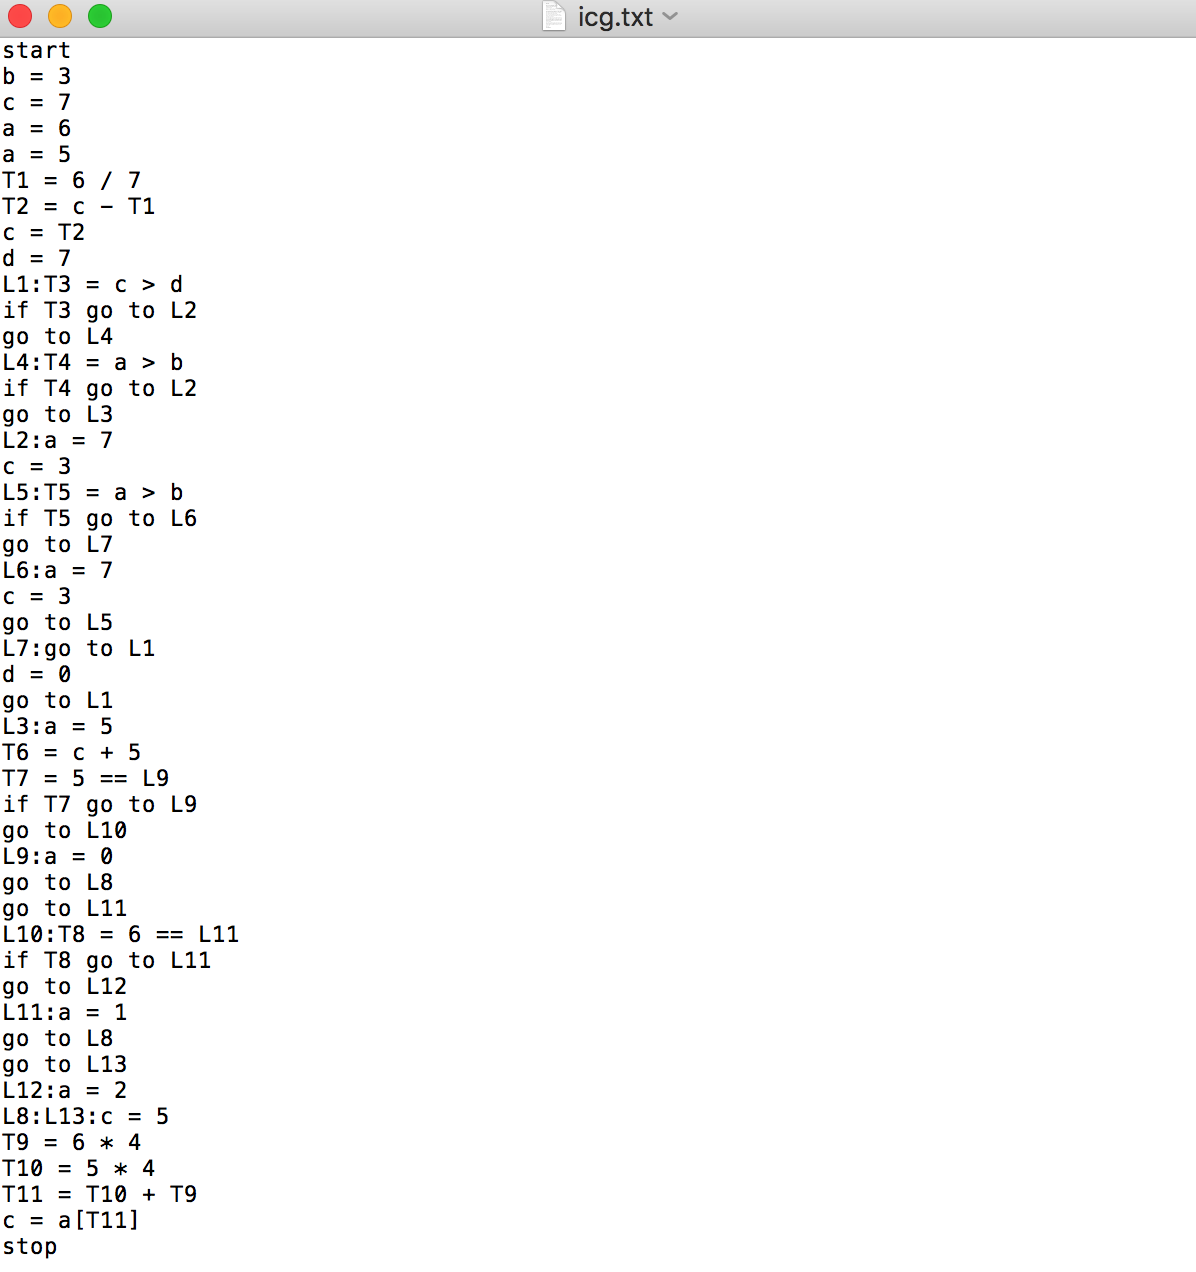 icg.txt
start
b = 3
c = 7
a = 6
a = 5
T1 = 6 / 7
T2 = c - T1
c = T2
d = 7
L1:T3 = c > d
if T3 go to L2
go to L4
L4:T4 = a > b
if T4 go to L2
go to L3
L2:a = 7
c = 3
L5:T5 = a > b
if T5 go to L6
go to L7
L6:a = 7
c = 3
go to L5
L7:go to L1
d = 0
go to L1
L3:a = 5
T6 = c + 5
T7 = 5 == L9
if T7 go to L9
go to L10
L9:a = 0
go to L8
go to L11
L10:T8 = 6 == L11
if T8 go to L11
go to L12
L11:a = 1
go to L8
go to L13
L12:a = 2
L8:L13:c = 5
T9 = 6 * 4
T10 = 5 * 4
T11 = T10 + T9
c = a[T11]
stop